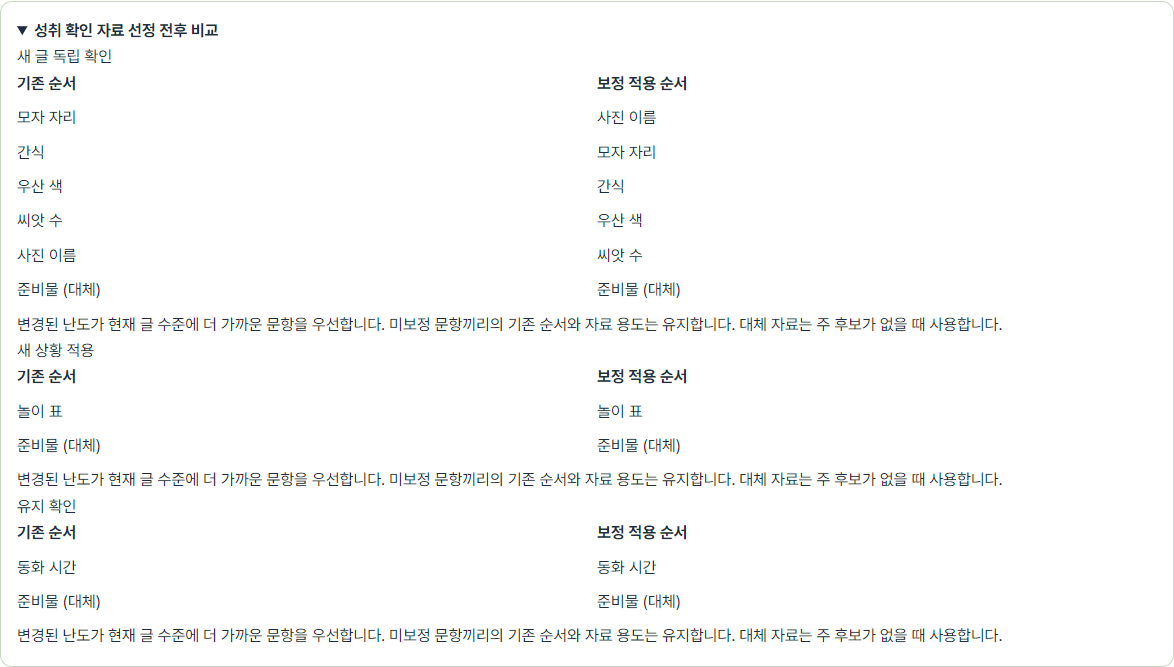 ▼ 성취 확인 자료 선정 전후 비교
새 글 독립 확인
기존 순서
보정 적용 순서
모자 자리
사진 이름
간식
모자 자리
우산 색
간식
씨앗 수
우산 색
사진 이름
씨앗 수
준비물 (대체)
준비물 (대체)
변경된 난도가 현재 글 수준에 더 가까운 문항을 우선합니다. 미보정 문항끼리의 기존 순서와 자료 용도는 유지합니다. 대체 자료는 주 후보가 없을 때 사용합니다.
새 상황 적용
기존 순서
보정 적용 순서
놀이 표
놀이 표
준비물 (대체)
준비물 (대체)
변경된 난도가 현재 글 수준에 더 가까운 문항을 우선합니다. 미보정 문항끼리의 기존 순서와 자료 용도는 유지합니다. 대체 자료는 주 후보가 없을 때 사용합니다.
유지 확인
기존 순서
보정 적용 순서
동화 시간
동화 시간
준비물 (대체)
준비물 (대체)
변경된 난도가 현재 글 수준에 더 가까운 문항을 우선합니다. 미보정 문항끼리의 기존 순서와 자료 용도는 유지합니다. 대체 자료는 주 후보가 없을 때 사용합니다.